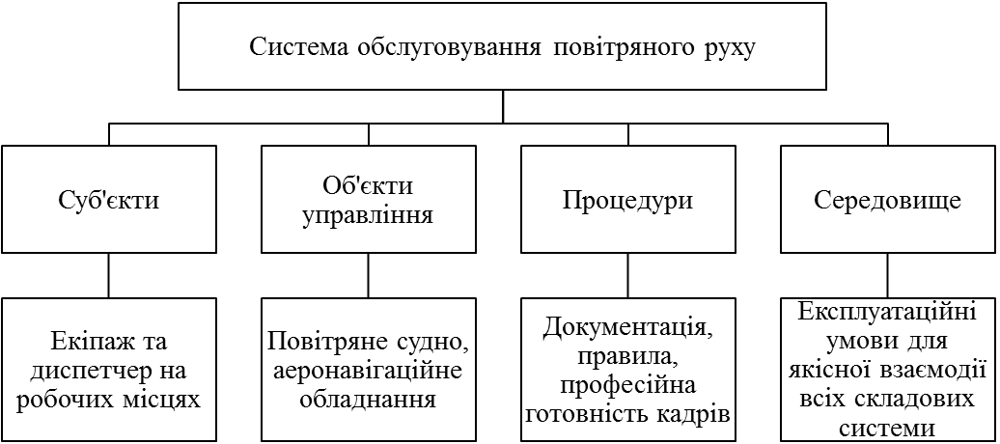 Система обслуговування повітряного руху
Суб'єкти
Об'єкти
управління
Процедури
Середовище
Екіпаж та
диспетчер на
робочих місцях
Повітряне судно,
аеронавігаційне
обладнання
Документація,
правила,
професійна
готовність кадрів
Експлуатаційні
умови для
якісної взаємодії
всіх складових
системи